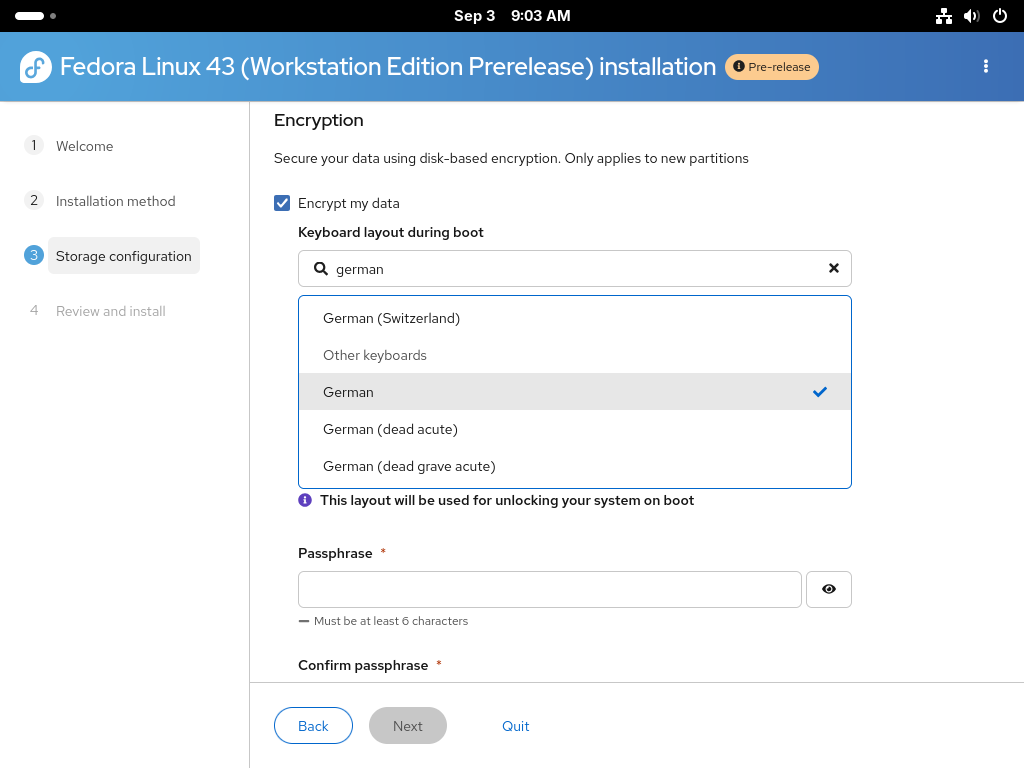 Sep 3 9:03 AM
Fedora Linux 43 (Workstation Edition Prerelease) installation Pre-release
1 Welcome
2 Installation method
3 Storage configuration
4 Review and install
Encryption
Secure your data using disk-based encryption. Only applies to new partitions
Encrypt my data
Keyboard layout during boot
german
German (Switzerland)
Other keyboards
German
German (dead acute)
German (dead grave acute)
This layout will be used for unlocking your system on boot
Passphrase *
Must be at least 6 characters
Confirm passphrase *
Back Next Quit